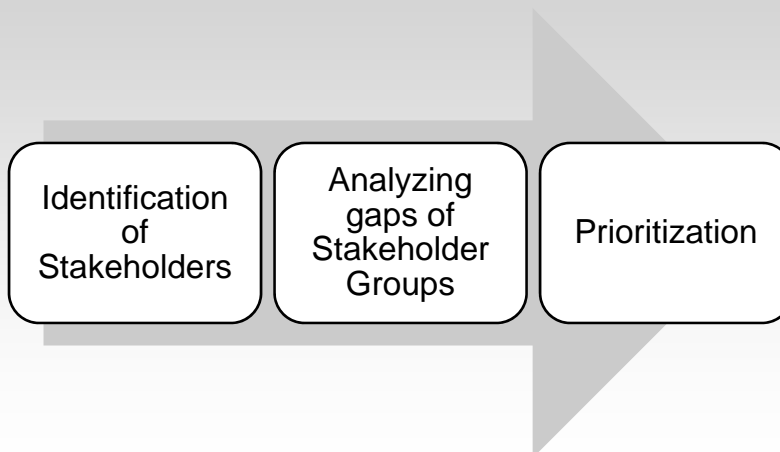 Identification
of
Stakeholders
Analyzing
gaps of
Stakeholder
Groups
Prioritization